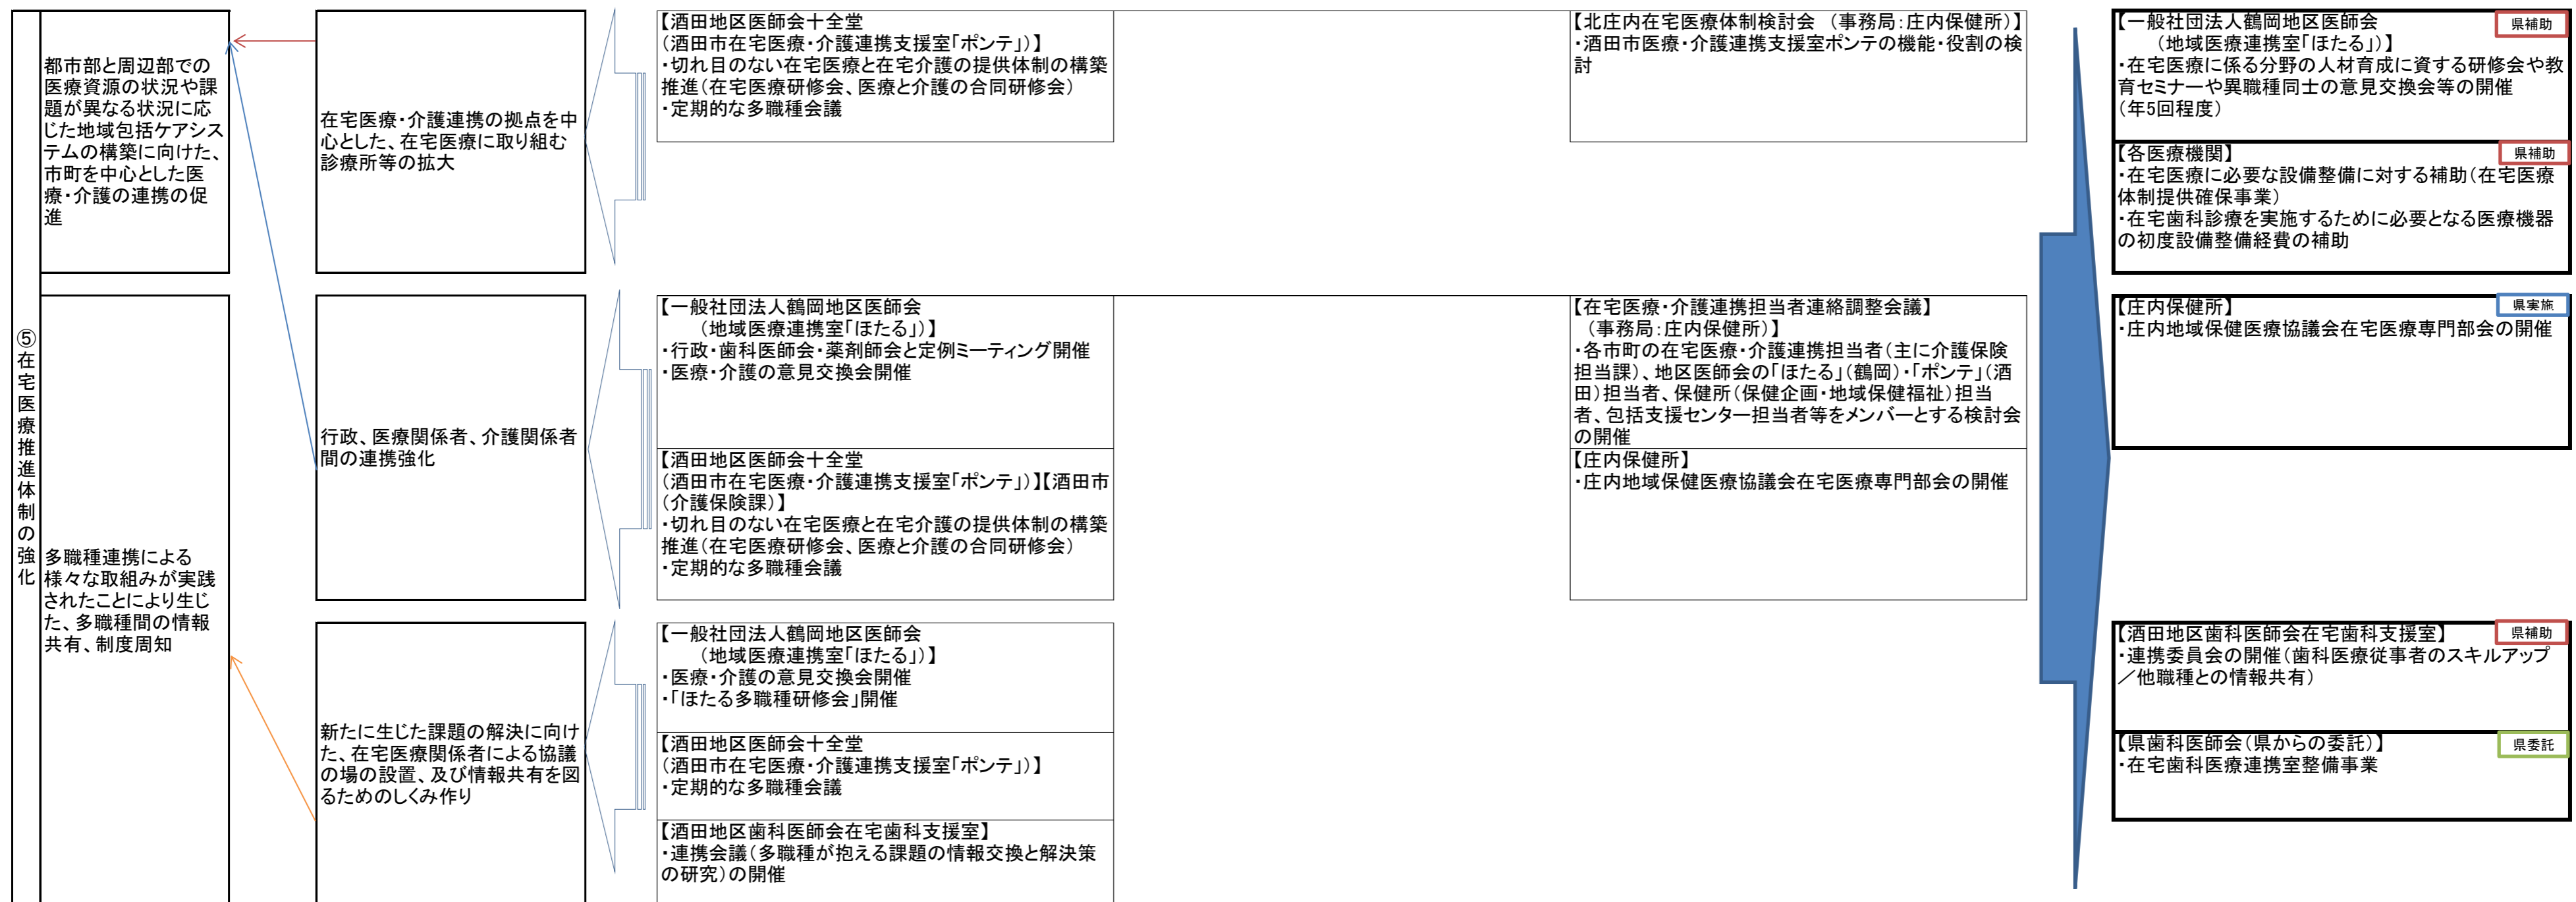 ⑤在宅医療推進体制の強化
都市部と周辺部での
医療資源の状況や課
題が異なる状況に応
じた地域包括ケアシス
テムの構築に向けた、
市町を中心とした医
療・介護の連携の促
進
多職種連携による
様々な取組みが実践
されたことにより生じ
た、多職種間の情報
共有、制度周知
在宅医療・介護連携の拠点を中
心とした、在宅医療に取り組む
診療所等の拡大
行政、医療関係者、介護関係者
間の連携強化
新たに生じた課題の解決に向け
た、在宅医療関係者による協議
の場の設置、及び情報共有を図
るためのしくみ作り
【酒田地区医師会十全堂
(酒田市在宅医療・介護連携支援室「ポンテ」)】
・切れ目のない在宅医療と在宅介護の提供体制の構築
推進(在宅医療研修会、医療と介護の合同研修会)
・定期的な多職種会議
【一般社団法人鶴岡地区医師会
(地域医療連携室「ほたる」)】
・行政・歯科医師会・薬剤師会と定例ミーティング開催
・医療・介護の意見交換会開催
【酒田地区医師会十全堂
(酒田市在宅医療・介護連携支援室「ポンテ」)】【酒田市
(介護保険課)】
・切れ目のない在宅医療と在宅介護の提供体制の構築
推進(在宅医療研修会、医療と介護の合同研修会)
・定期的な多職種会議
【一般社団法人鶴岡地区医師会
(地域医療連携室「ほたる」)】
・医療・介護の意見交換会開催
・「ほたる多職種研修会」開催
【酒田地区医師会十全堂
(酒田市在宅医療・介護連携支援室「ポンテ」)】
・定期的な多職種会議
【酒田地区歯科医師会在宅歯科支援室】
・連携会議(多職種が抱える課題の情報交換と解決策
の研究)の開催
【北庄内在宅医療体制検討会 (事務局:庄内保健所)】
・酒田市医療・介護連携支援室ポンテの機能・役割の検
討
【在宅医療・介護連携担当者連絡調整会議】
(事務局:庄内保健所)】
・各市町の在宅医療・介護連携担当者(主に介護保険
担当課)、地区医師会の「ほたる」(鶴岡)・「ポンテ」(酒
田)担当者、保健所(保健企画・地域保健福祉)担当
者、包括支援センター担当者等をメンバーとする検討会
の開催
【庄内保健所】
・庄内地域保健医療協議会在宅医療専門部会の開催
【一般社団法人鶴岡地区医師会
県補助
(地域医療連携室「ほたる」)】
・在宅医療に係る分野の人材育成に資する研修会や教
育セミナーや異職種同士の意見交換会等の開催
(年5回程度)
【各医療機関】
県補助
・在宅医療に必要な設備整備に対する補助(在宅医療
体制提供確保事業)
・在宅歯科診療を実施するために必要となる医療機器
の初度設備整備経費の補助
【庄内保健所】
県実施
・庄内地域保健医療協議会在宅医療専門部会の開催
【酒田地区歯科医師会在宅歯科支援室】
県補助
・連携委員会の開催(歯科医療従事者のスキルアップ
/他職種との情報共有)
【県歯科医師会(県からの委託)】
県委託
・在宅歯科医療連携室整備事業